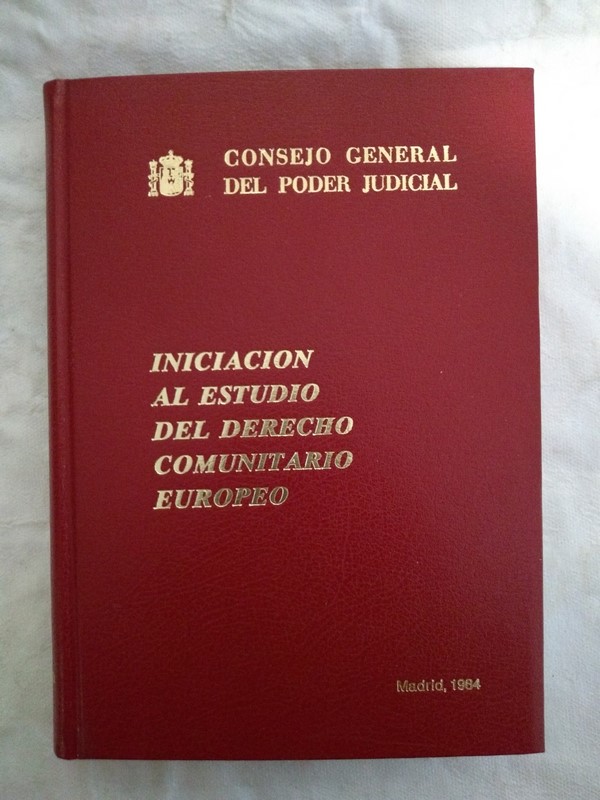 CONSEJO GENERAL
DEL PODER JUDICIAL
INICIACION
AL ESTUDIO
DEL DERECHO
COMUNITARIO
EUROPEO
Madrid, 1984